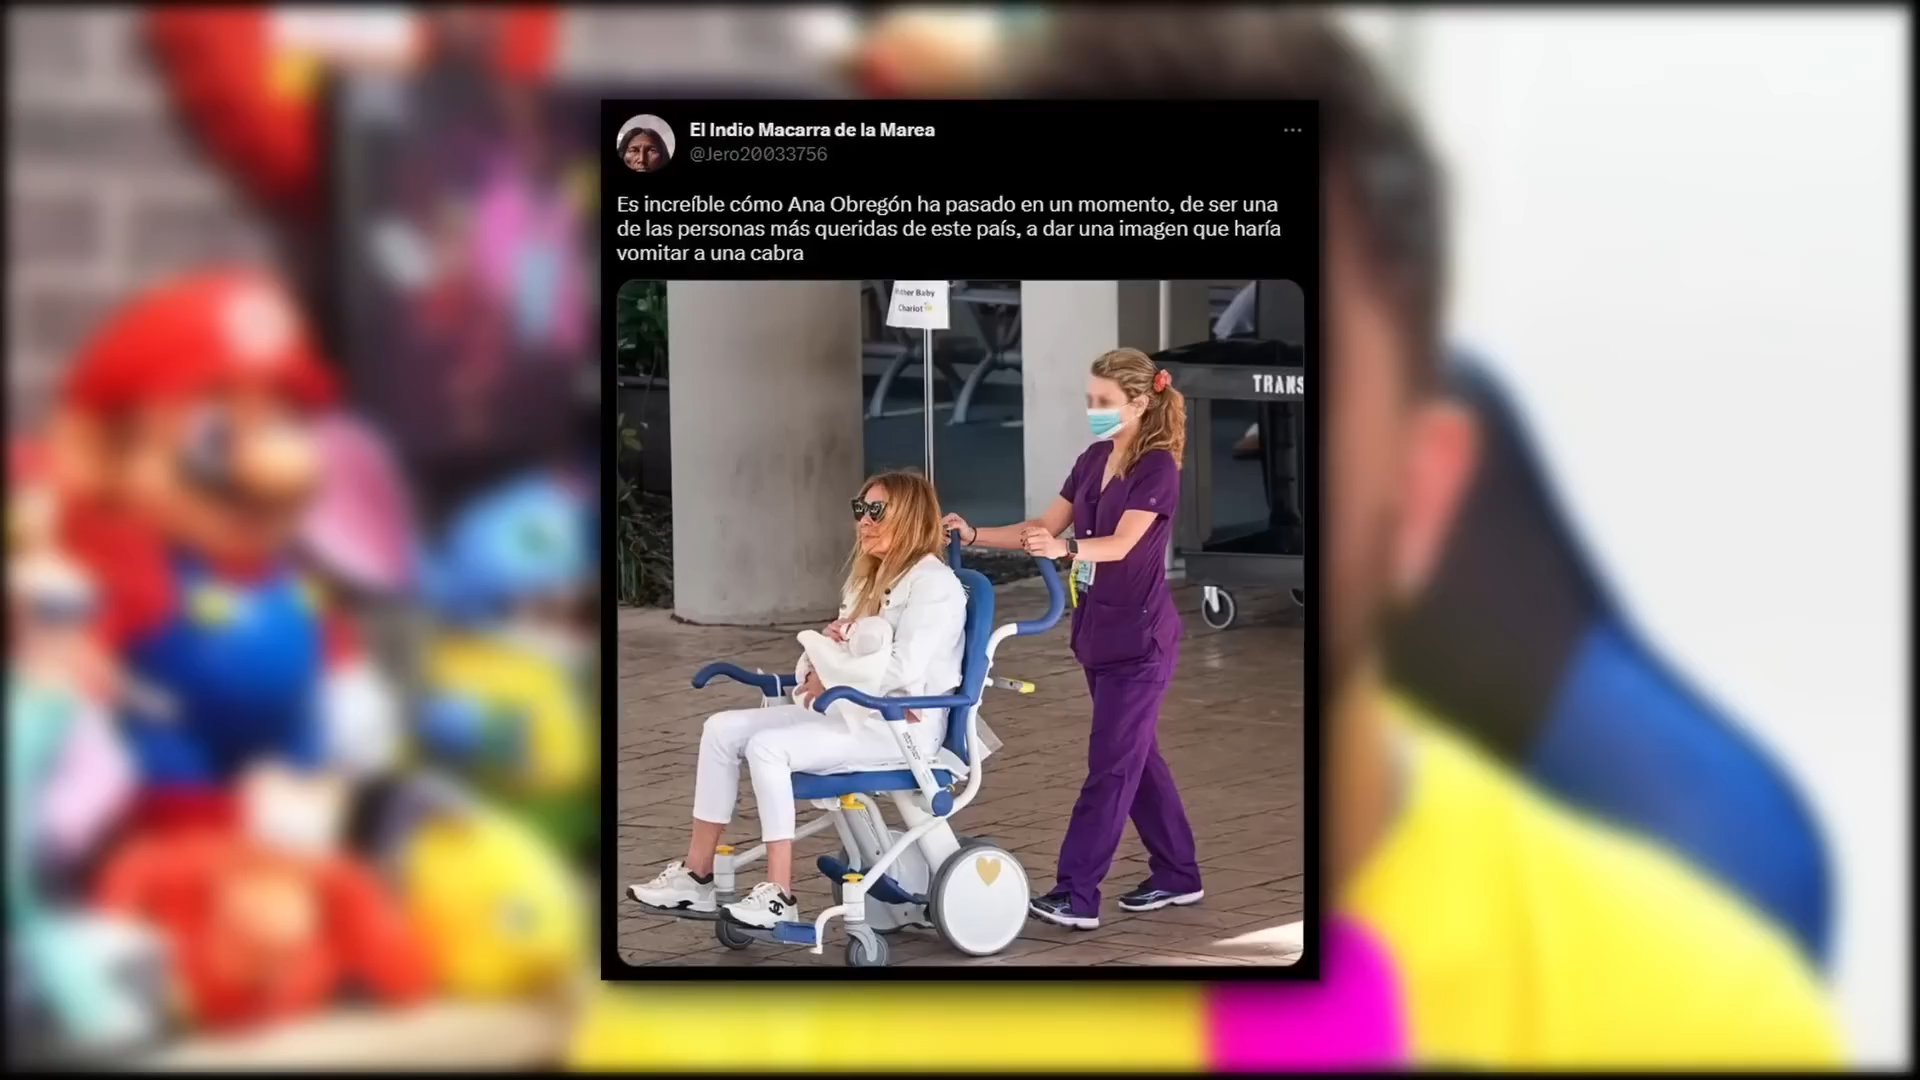 El Indio Macarra de la Marea
@Jero20033756
Es increíble cómo Ana Obregón ha pasado en un momento, de ser una
de las personas más queridas de este país, a dar una imagen que haría
vomitar a una cabra
Baby
Chariot
TRANS